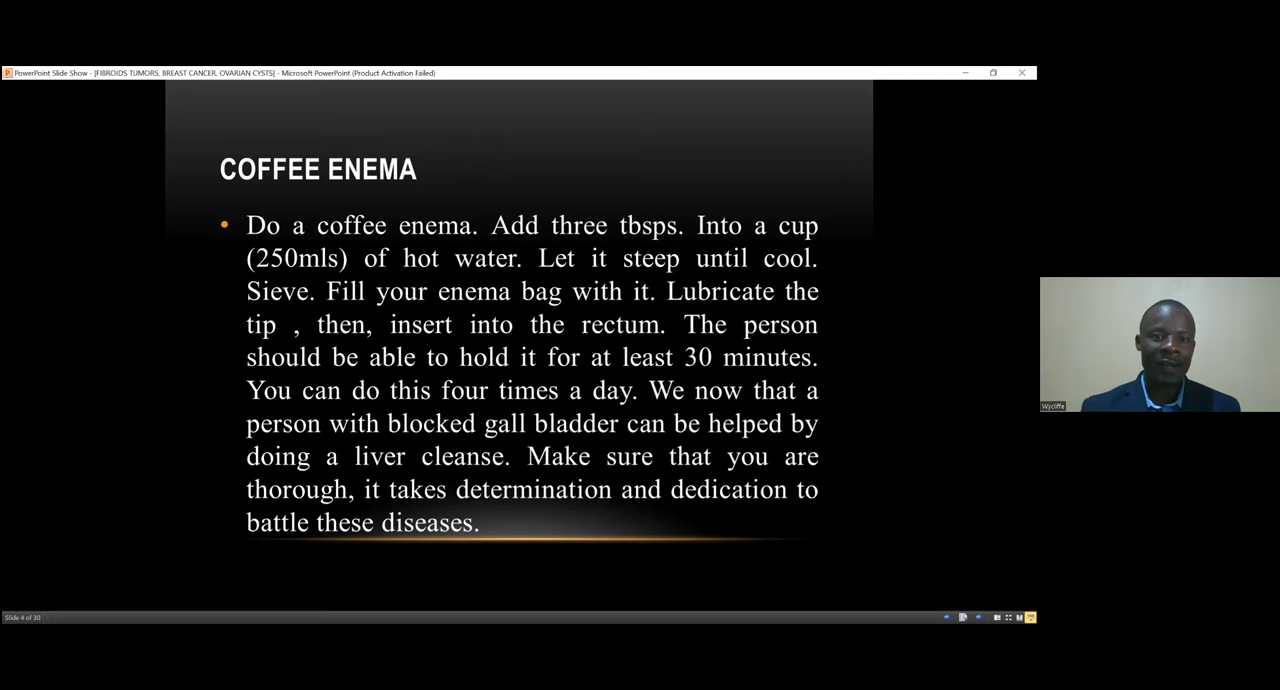 PowerPoint Slide Show - [FIBROIDS TUMORS, BREAST CANCER, OVARIAN CYSTS] - Microsoft PowerPoint (Product Activation Failed)
COFFEE ENEMA
• Do a coffee enema. Add three tbsps. Into a cup
(250mls) of hot water. Let it steep until cool.
Sieve. Fill your enema bag with it. Lubricate the
tip , then, insert into the rectum. The person
should be able to hold it for at least 30 minutes.
You can do this four times a day. We now that a
person with blocked gall bladder can be helped by
doing a liver cleanse. Make sure that you are
thorough, it takes determination and dedication to
battle these diseases.
Wycliffe
Slide 4 of 30